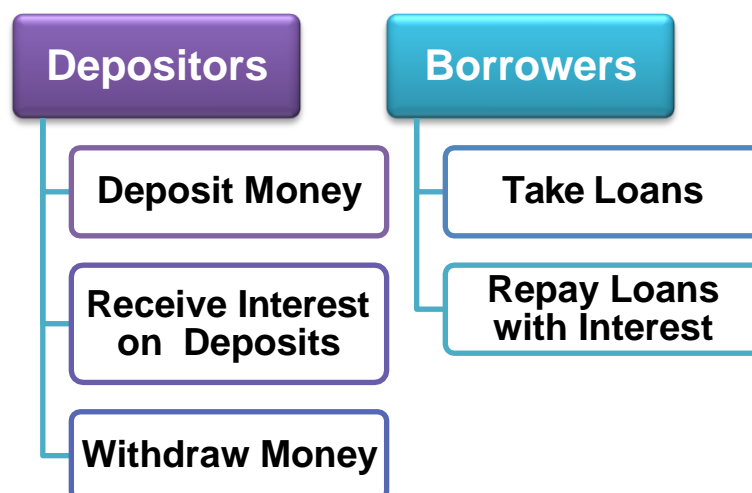 Depositors
Deposit Money
Receive Interest
on Deposits
Withdraw Money
Borrowers
Take Loans
Repay Loans
with Interest